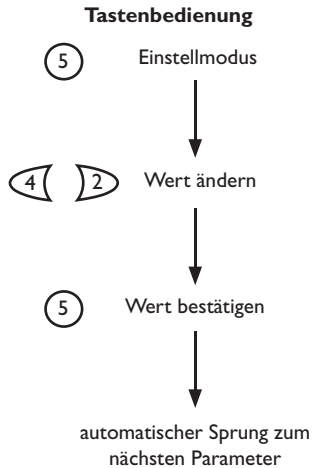 Tastenbedienung
5 Einstellmodus
4 2 Wert ändern
5 Wert bestätigen
automatischer Sprung zum
nächsten Parameter